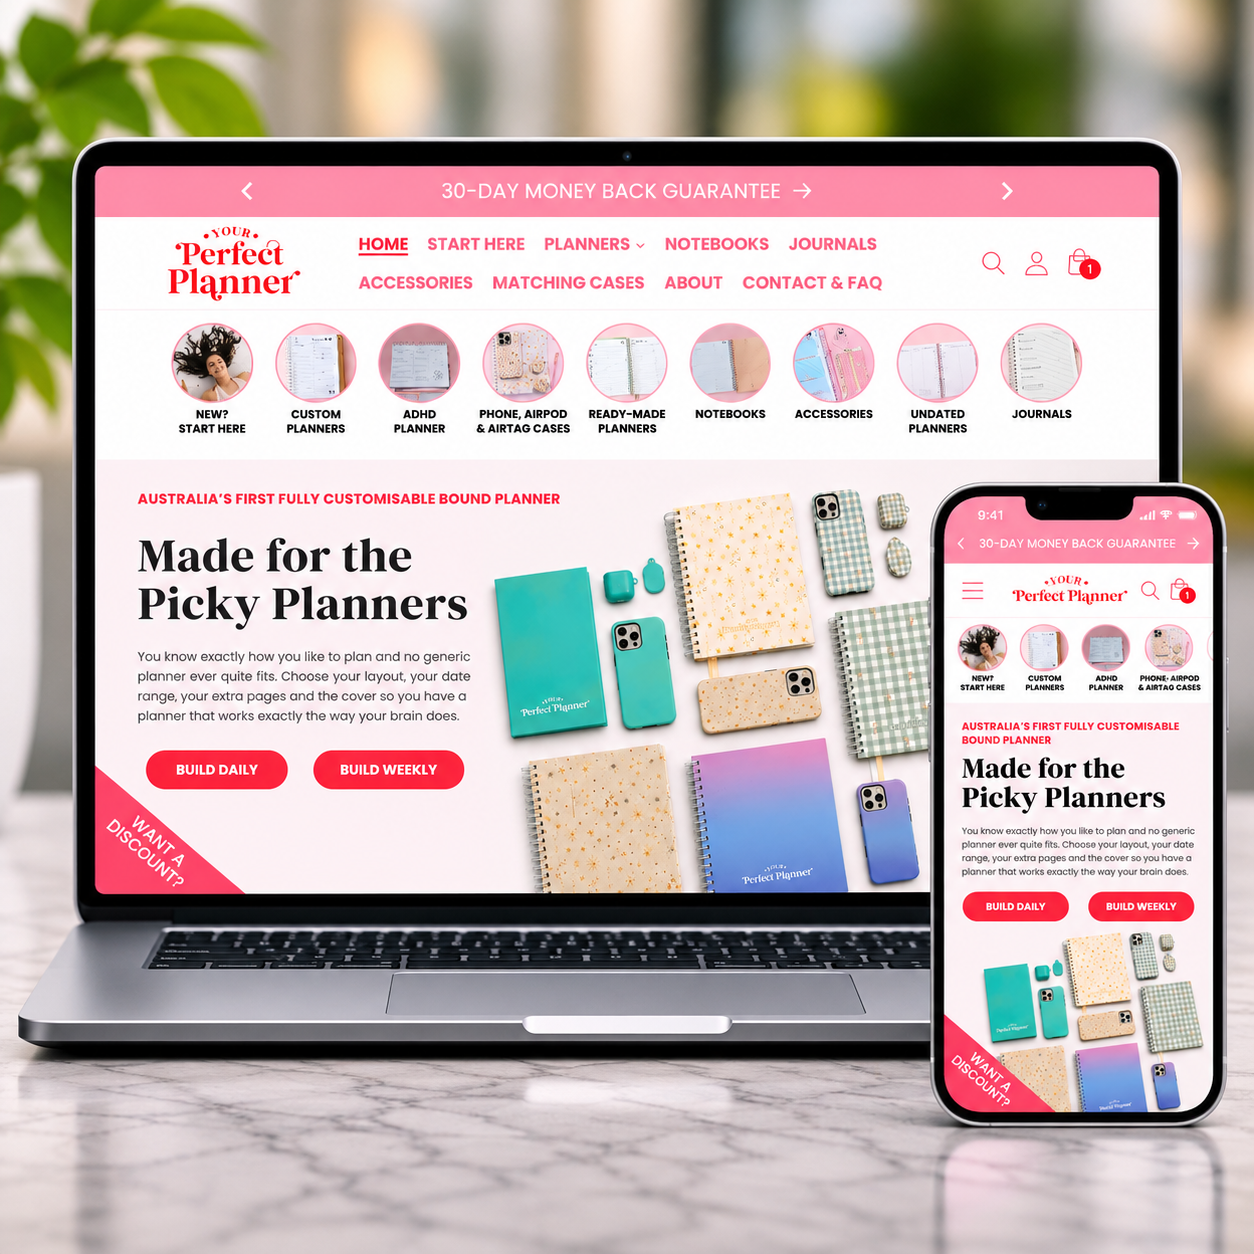 30-DAY MONEY BACK GUARANTEE →
YOUR
Perfect
Planner
HOME START HERE PLANNERS NOTEBOOKS JOURNALS
ACCESSORIES MATCHING CASES ABOUT CONTACT & FAQ
1
NEW?
START HERE
CUSTOM
PLANNERS
ADHD
PLANNER
PHONE, AIRPOD
& AIRTAG CASES
READY-MADE
PLANNERS
NOTEBOOKS
ACCESSORIES
UNDATED
PLANNERS
JOURNALS
AUSTRALIA'S FIRST FULLY CUSTOMISABLE BOUND PLANNER
Made for the
Picky Planners
You know exactly how you like to plan and no generic
planner ever quite fits. Choose your layout, your date
range, your extra pages and the cover so you have a
planner that works exactly the way your brain does.
BUILD DAILY BUILD WEEKLY
WANT A
DISCOUNT?
YOUR
Perfect Planner
YOUR
Perfect Planner
9:41
30-DAY MONEY BACK GUARANTEE →
YOUR
Perfect Planner
1
NEW?
START HERE
CUSTOM
PLANNERS
ADHD
PLANNER
PHONE, AIRPOD
& AIRTAG CASES
AUSTRALIA'S FIRST FULLY CUSTOMISABLE
BOUND PLANNER
Made for the
Picky Planners
You know exactly how you like to plan and no generic
planner ever quite fits. Choose your layout, your date
range, your extra pages and the cover so you have a
planner that works exactly the way your brain does.
BUILD DAILY BUILD WEEKLY
Perfect Planner
WANT A
DISCOUNT?
Perfect Planner